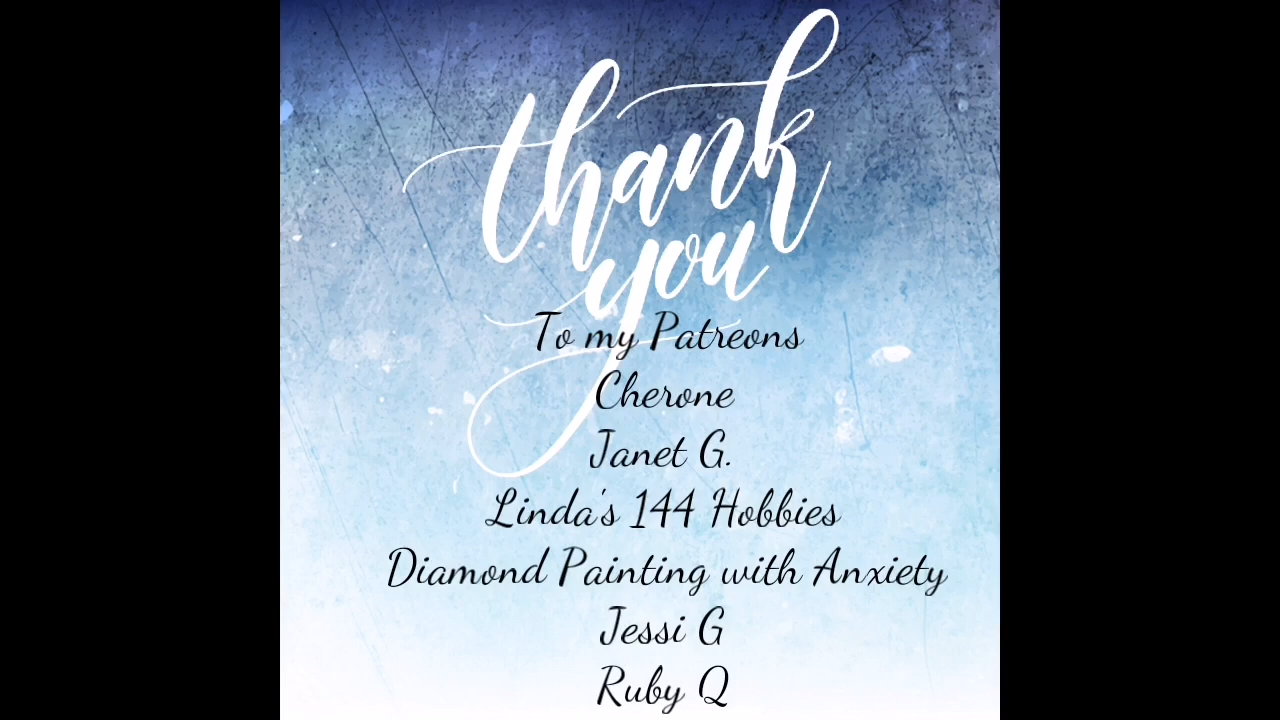 thank
you
To my Patreons
Cherone
Janet G.
Linda's 144 Hobbies
Diamond Painting with Anxiety
Jessi G
Ruby Q